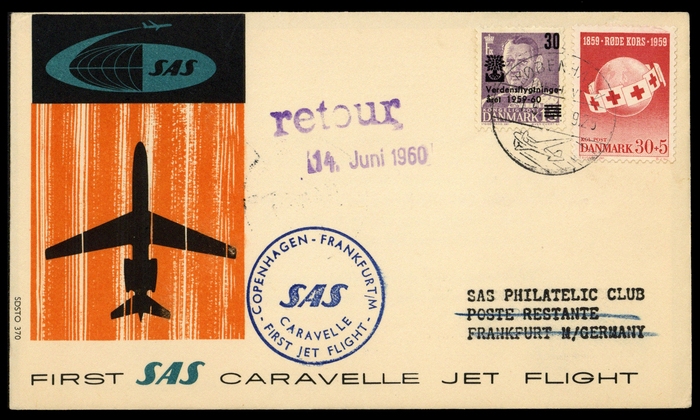 SAS
30
Verdensflygtninge-
året 1959-60
DANMARK
1859·RØDE KORS·1959
DANMARK 30+5
retour
14. Juni 1960
COPENHAGEN - FRANKFURT/M
SAS
CARAVELLE
- FIRST JET FLIGHT -
SAS PHILATELIC CLUB
POSTE RESTANTE
FRANKFURT M/GERMANY
SDSTO 370
FIRST SAS CARAVELLE JET FLIGHT